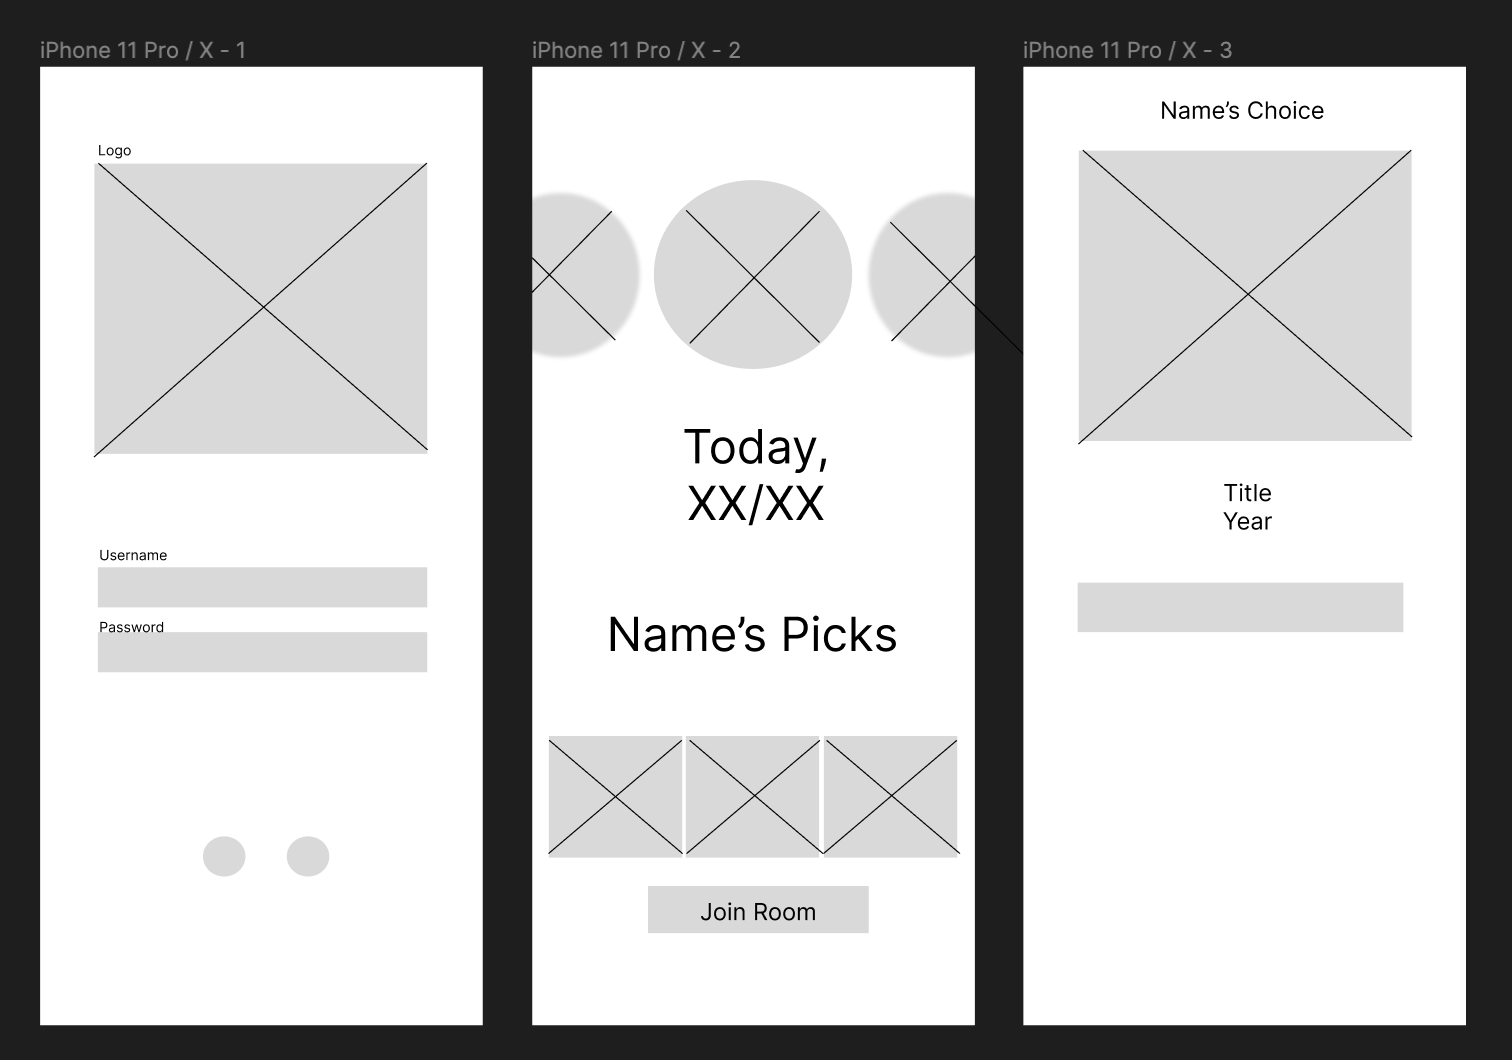 iPhone 11 Pro / X - 1
Logo
Username
Password
iPhone 11 Pro / X - 2
Today,
XX/XX
Name’s Picks
Join Room
iPhone 11 Pro / X - 3
Name’s Choice
Title
Year